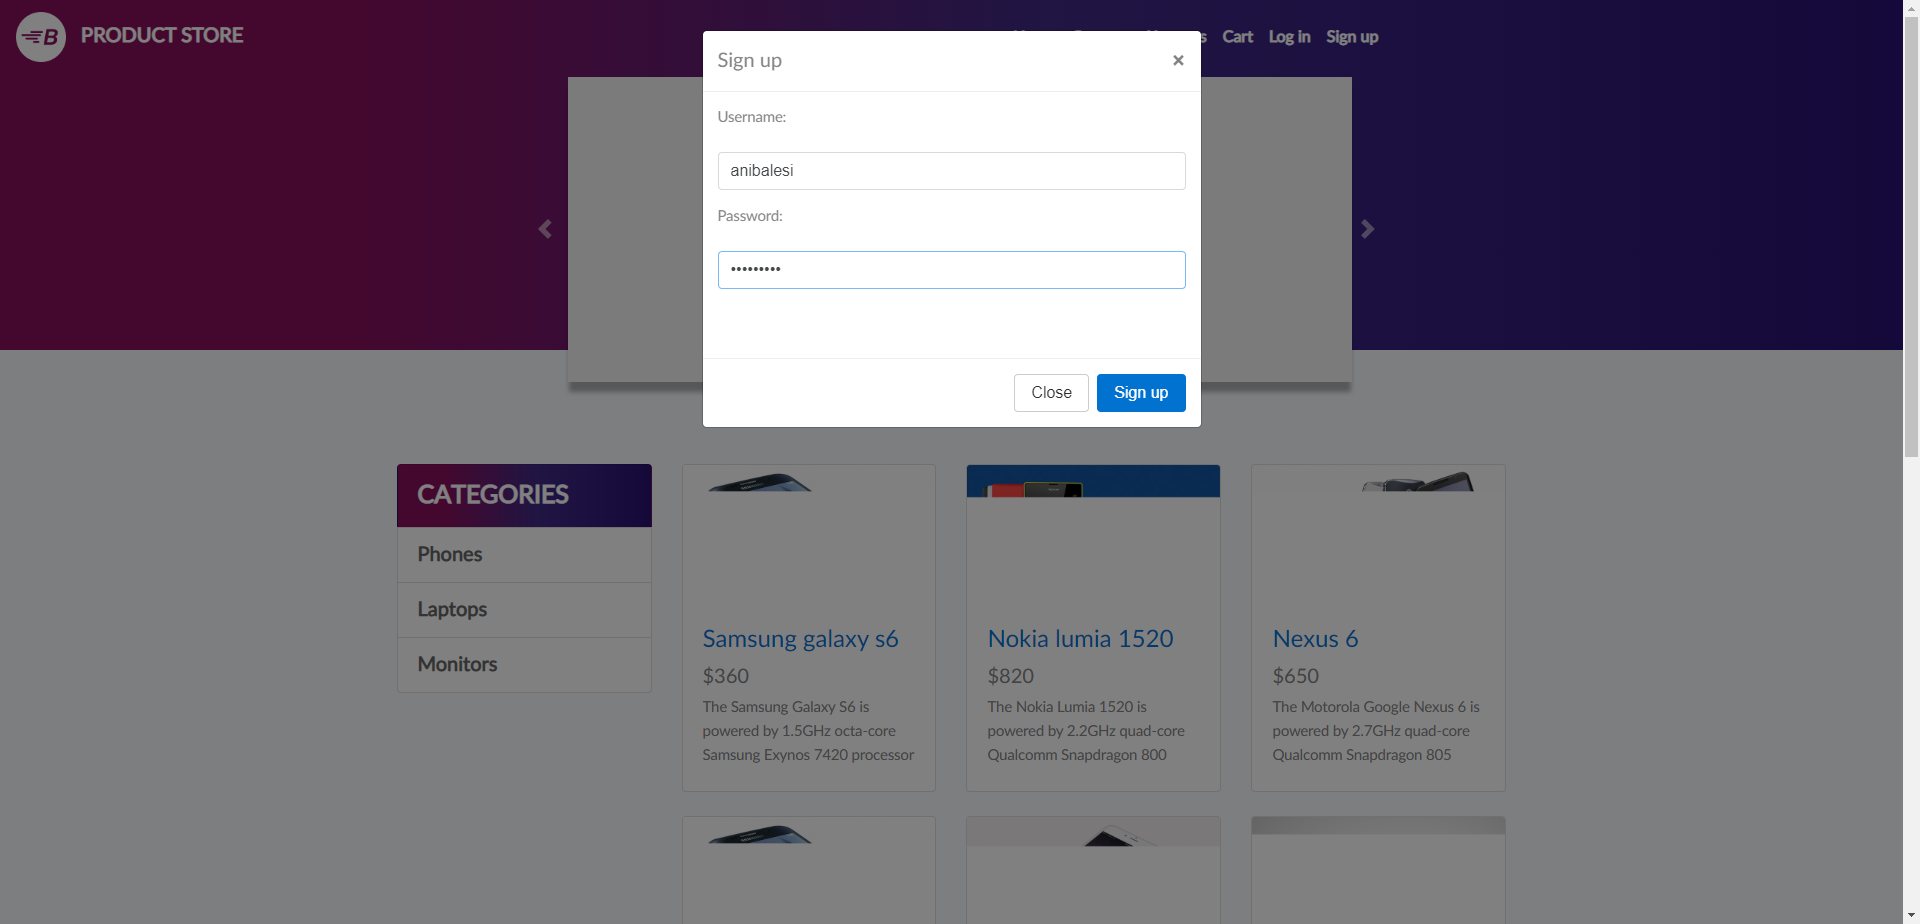 B PRODUCT STORE
Cart Log in Sign up
Sign up ×
Username:
anibalesi
Password:
•••••••••
Close Sign up
CATEGORIES
Phones
Laptops
Monitors
Samsung galaxy s6
$360
The Samsung Galaxy S6 is
powered by 1.5GHz octa-core
Samsung Exynos 7420 processor
Nokia lumia 1520
$820
The Nokia Lumia 1520 is
powered by 2.2GHz quad-core
Qualcomm Snapdragon 800
Nexus 6
$650
The Motorola Google Nexus 6 is
powered by 2.7GHz quad-core
Qualcomm Snapdragon 805